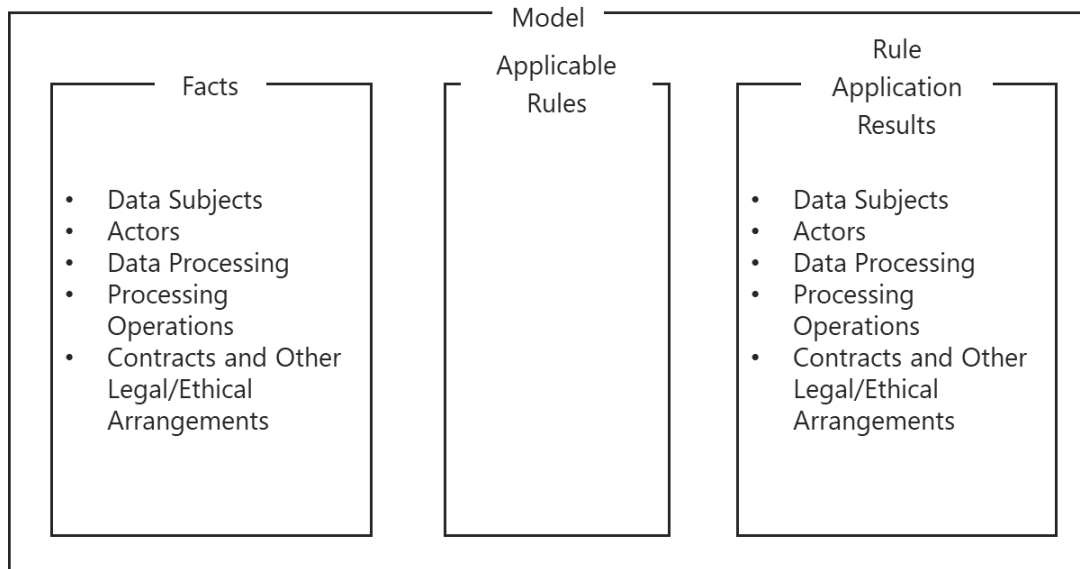 Model
Facts
• Data Subjects
• Actors
• Data Processing
• Processing
Operations
• Contracts and Other
Legal/Ethical
Arrangements
Applicable
Rules
Rule
Application
Results
• Data Subjects
• Actors
• Data Processing
• Processing
Operations
• Contracts and Other
Legal/Ethical
Arrangements